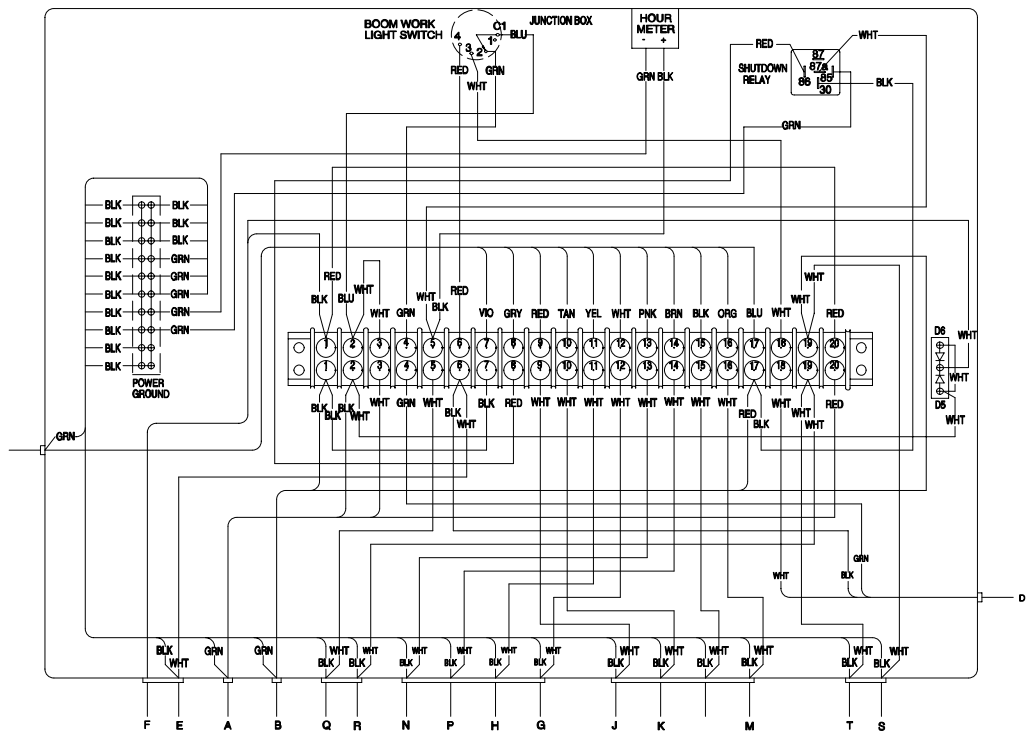 BOOM WORK
LIGHT SWITCH
C1
JUNCTION BOX
HOUR
METER
- +
4 3 2 1
BLU
RED
WHT
GRN
GRN BLK
RED
WHT
87
87a
85
86
30
SHUTDOWN
RELAY
BLK
GRN
BLK BLK
BLK BLK
BLK BLK
BLK GRN
BLK GRN
BLK GRN
BLK GRN
BLK GRN
BLK
BLK
POWER
GROUND
GRN
BLK RED BLU WHT WHT GRN WHT BLK RED VIO GRY RED TAN YEL WHT PNK BRN BLK ORG BLU WHT WHT WHT RED
1 2 3 4 5 6 7 8 9 10 11 12 13 14 15 16 17 18 19 20
1 2 3 4 5 6 7 8 9 10 11 12 13 14 15 16 17 18 19 20
BLK BLK BLK WHT WHT GRN WHT BLK WHT BLK RED WHT WHT WHT WHT WHT WHT WHT WHT RED BLK WHT WHT WHT RED
D6
WHT
WHT
D5
WHT
WHT
BLK
GRN
D
BLK WHT GRN GRN BLK WHT BLK WHT BLK WHT BLK WHT BLK WHT BLK WHT BLK WHT BLK WHT BLK WHT BLK WHT BLK WHT BLK WHT
F E A B Q R N P H G J K M T S